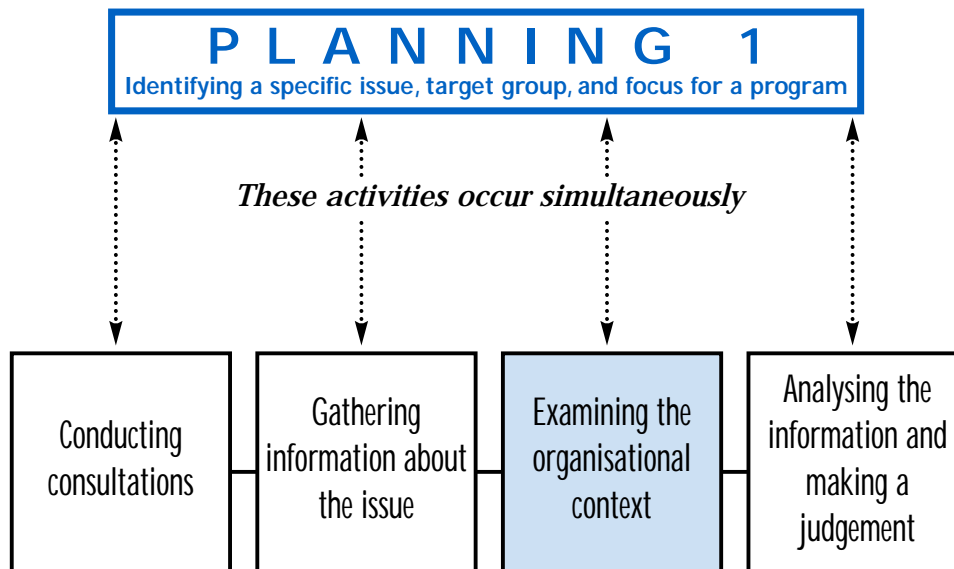 PLANNING 1
Identifying a specific issue, target group, and focus for a program
These activities occur simultaneously
Conducting
consultations
Gathering
information about
the issue
Examining the
organisational
context
Analysing the
information and
making a
judgement